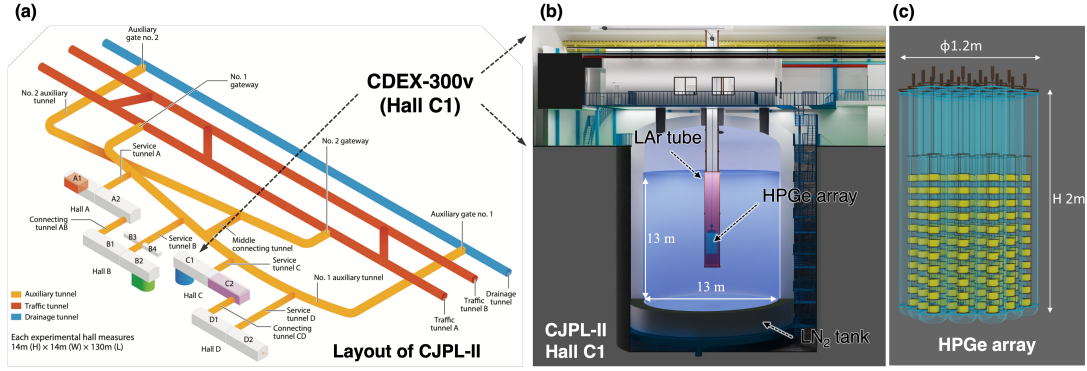 (a)
Auxiliary
gate no. 2
No. 1
gateway
No. 2 auxiliary
tunnel
CDEX-300v
(Hall C1)
Service
tunnel A
No. 2 gateway
A1
A2
Hall A
Connecting
tunnel AB
B1
B2
B3
B4
Hall B
Service
tunnel B
Middle
connecting tunnel
Auxiliary gate no. 1
C1
C2
Hall C
Service
tunnel C
No. 1 auxiliary tunnel
Service
tunnel D
Connecting
tunnel CD
D1
D2
Hall D
Traffic
tunnel A
Traffic
tunnel B
Drainage
tunnel
Auxiliary tunnel
Traffic tunnel
Drainage tunnel
Each experimental hall measures
14m (H) × 14m (W) × 130m (L)
Layout of CJPL-II
(b)
LAr tube
HPGe array
13 m
13 m
CJPL-II
Hall C1
LN2 tank
(c)
ϕ1.2m
H 2m
HPGe array